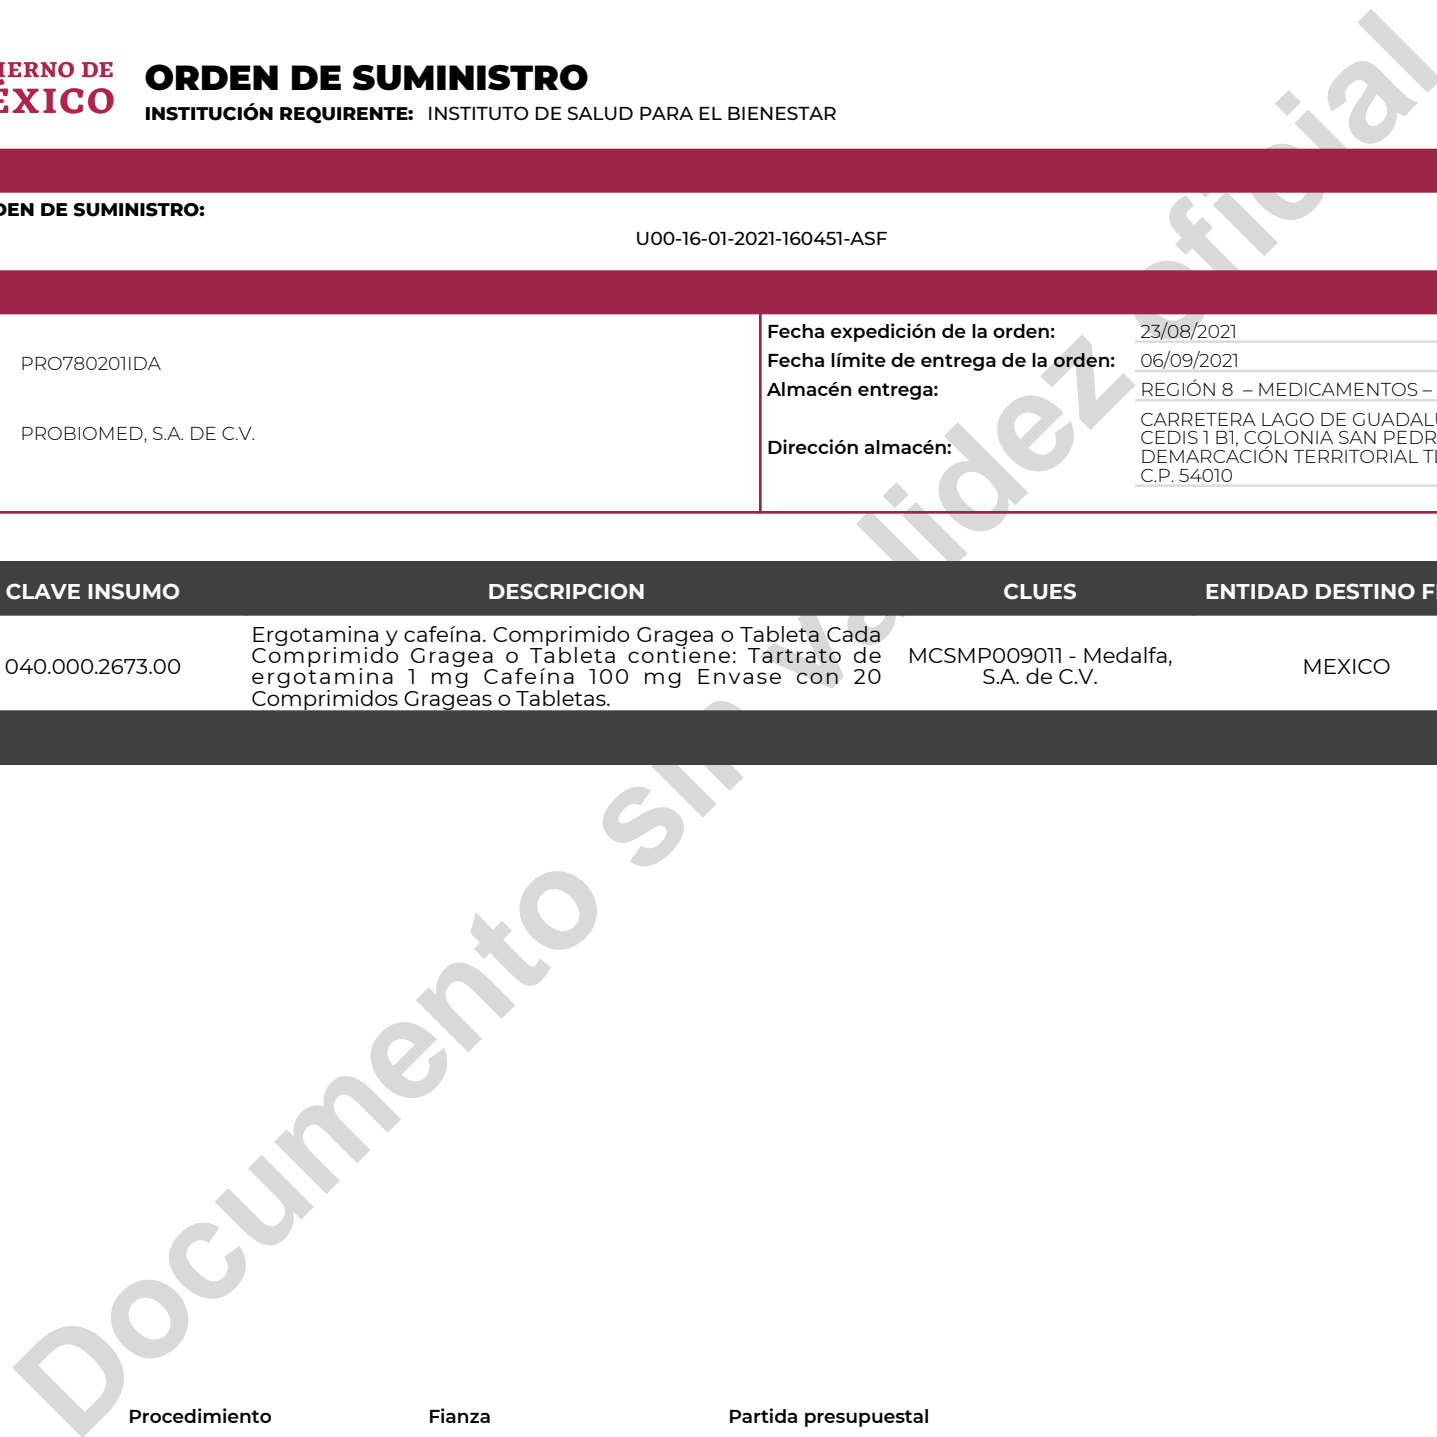 IERNO DE
ÉXICO
ORDEN DE SUMINISTRO
INSTITUCIÓN REQUIRENTE: INSTITUTO DE SALUD PARA EL BIENESTAR
DEN DE SUMINISTRO:
U00-16-01-2021-160451-ASF
PRO780201IDA
PROBIOMED, S.A. DE C.V.
Fecha expedición de la orden: 23/08/2021
Fecha límite de entrega de la orden: 06/09/2021
Almacén entrega: REGIÓN 8 – MEDICAMENTOS –
Dirección almacén:
CARRETERA LAGO DE GUADALU
CEDIS 1 B1, COLONIA SAN PEDR
DEMARCACIÓN TERRITORIAL TL
C.P. 54010
CLAVE INSUMO DESCRIPCION CLUES ENTIDAD DESTINO FI
040.000.2673.00
Ergotamina y cafeína. Comprimido Gragea o Tableta Cada
Comprimido Gragea o Tableta contiene: Tartrato de
ergotamina 1 mg Cafeína 100 mg Envase con 20
Comprimidos Grageas o Tabletas.
MCSMP009011 - Medalfa,
S.A. de C.V.
MEXICO
Documento sin validez oficial
Procedimiento Fianza Partida presupuestal